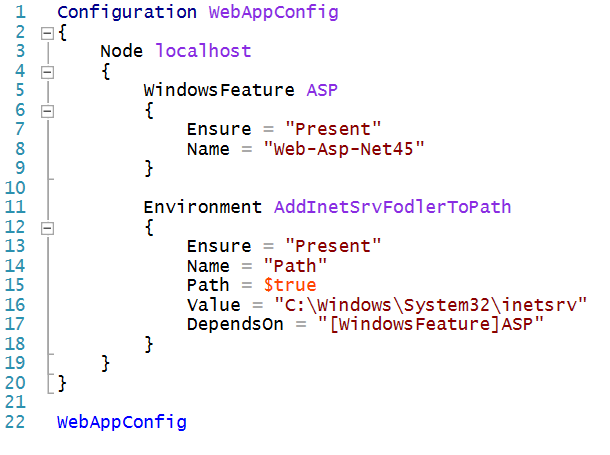 1 Configuration WebAppConfig
2 {
3     Node localhost
4     {
5         WindowsFeature ASP
6         {
7             Ensure = "Present"
8             Name = "Web-Asp-Net45"
9         }
10
11         Environment AddInetSrvFodlerToPath
12         {
13             Ensure = "Present"
14             Name = "Path"
15             Path = $true
16             Value = "C:\Windows\System32\inetsrv"
17             DependsOn = "[WindowsFeature]ASP"
18         }
19     }
20 }
21
22 WebAppConfig